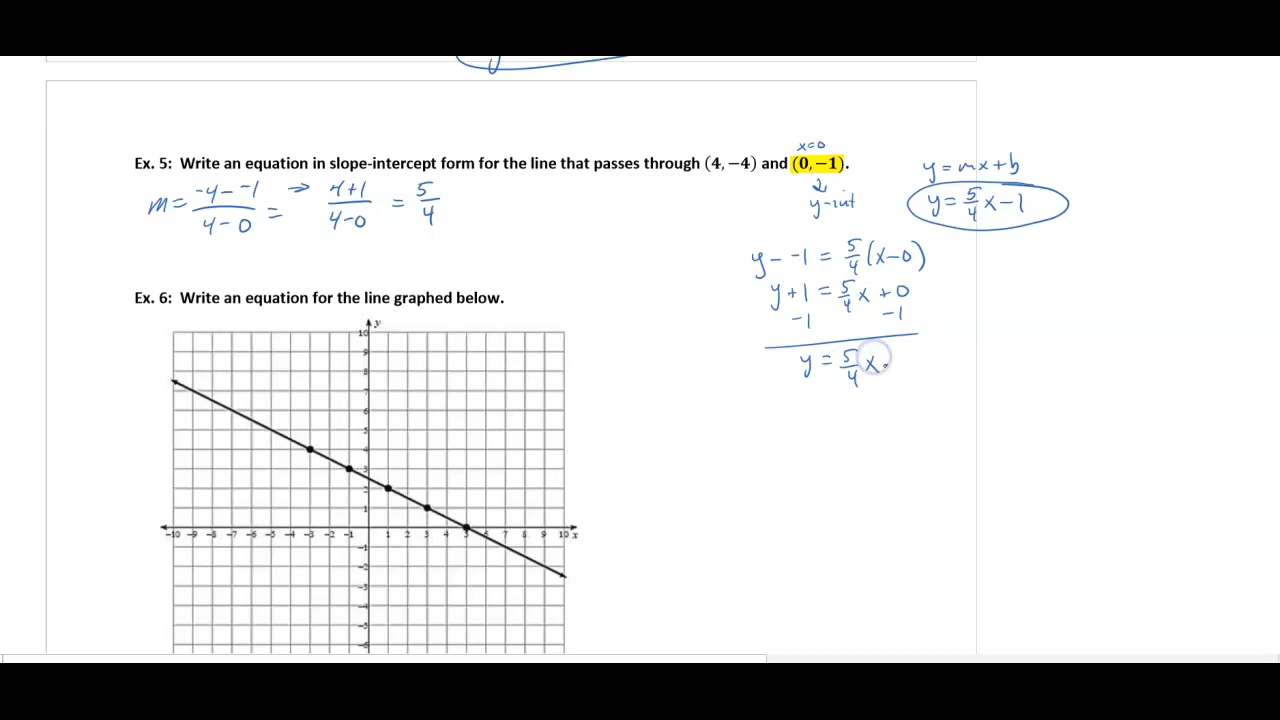 y
x=0
Ex. 5: Write an equation in slope-intercept form for the line that passes through (4, −4) and (0, −1).
m = -4 - -1 / 4 - 0 = → 4+1 / 4-0 = 5/4
y-int
y = mx + b
y = 5/4 x - 1
y - -1 = 5/4 (x - 0)
y + 1 = 5/4 x + 0
-1 -1
y = 5/4 x
Ex. 6: Write an equation for the line graphed below.
y
10
9
8
7
6
5
4
3
2
1
-10 -9 -8 -7 -6 -5 -4 -3 -2 -1 1 2 3 4 5 6 7 8 9 10 x
-1
-2
-3
-4
-5
-6